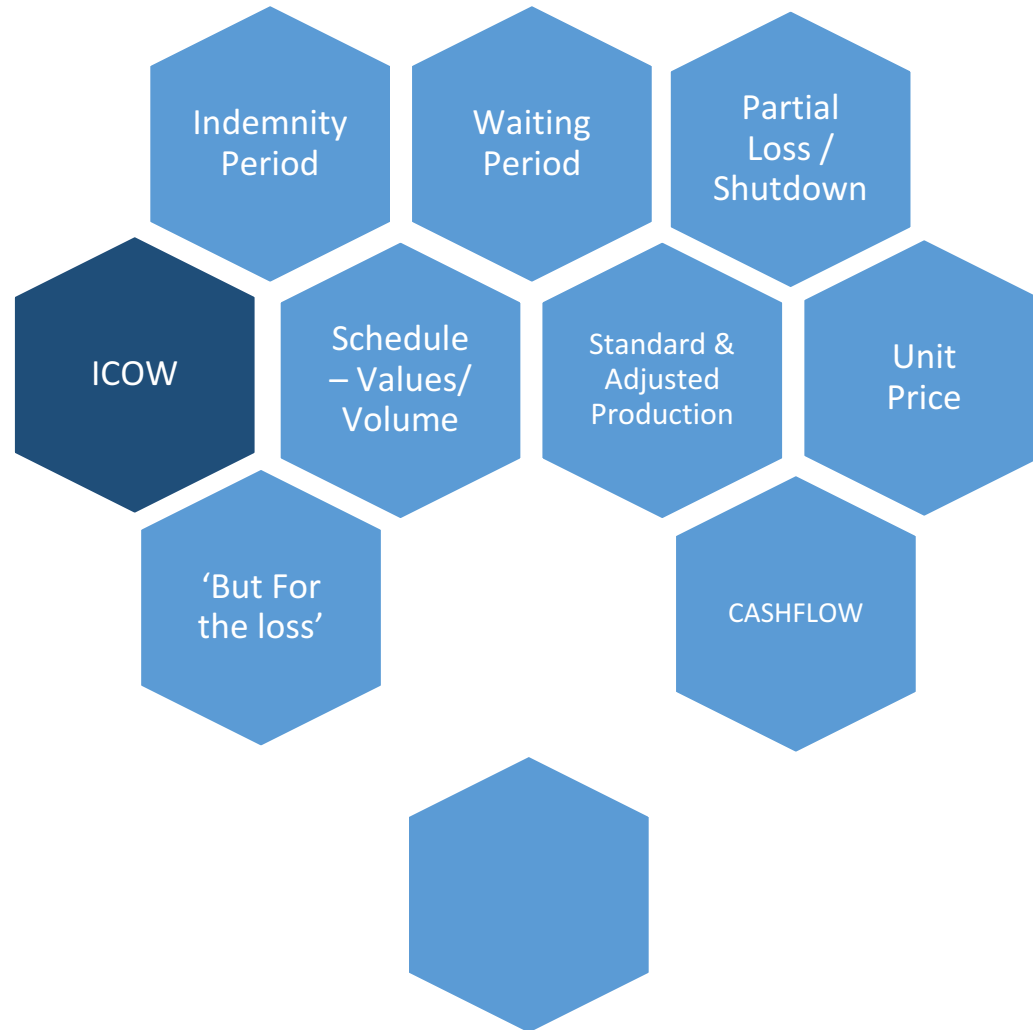 Indemnity
Period
Waiting
Period
Partial
Loss /
Shutdown
ICOW
Schedule
– Values/
Volume
Standard &
Adjusted
Production
Unit
Price
‘But For
the loss’
CASHFLOW